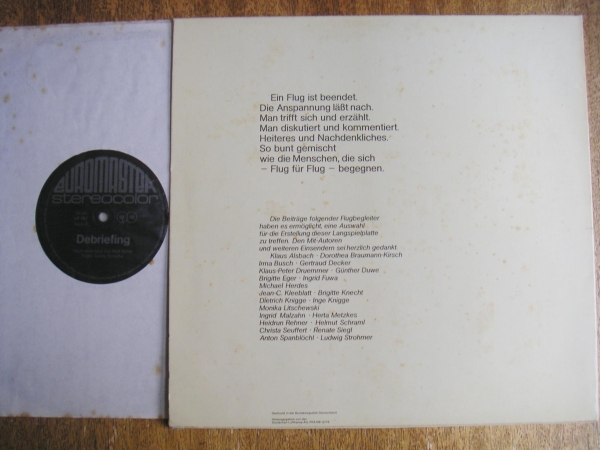 EUROMASTER
stereocolor
Debriefing
Ein Flug ist beendet.
Die Anspannung läßt nach.
Man trifft sich und erzählt.
Man diskutiert und kommentiert.
Heiteres und Nachdenkliches.
So bunt gemischt
wie die Menschen, die sich
– Flug für Flug – begegnen.
Die Beiträge folgender Flugbegleiter
haben es ermöglicht, eine Auswahl
für die Erstellung dieser Langspielplatte
zu treffen. Den Mit-Autoren
und weiteren Einsendern sei herzlich gedankt.
Klaus Alsbach · Dorothea Braumann-Kirsch
Irma Busch · Gertraud Decker
Klaus-Peter Druemmer · Günther Duwe
Brigitte Eger · Ingrid Fuwa
Michael Herdes
Jean-C. Kleeblatt · Brigitte Knecht
Dietrich Knigge · Inge Knigge
Monika Litschewski
Ingrid Malzahn · Herta Metzkes
Heidrun Rehner · Helmut Schraml
Christa Seuffert · Renate Siegl
Anton Spanblöchl · Ludwig Strohmer